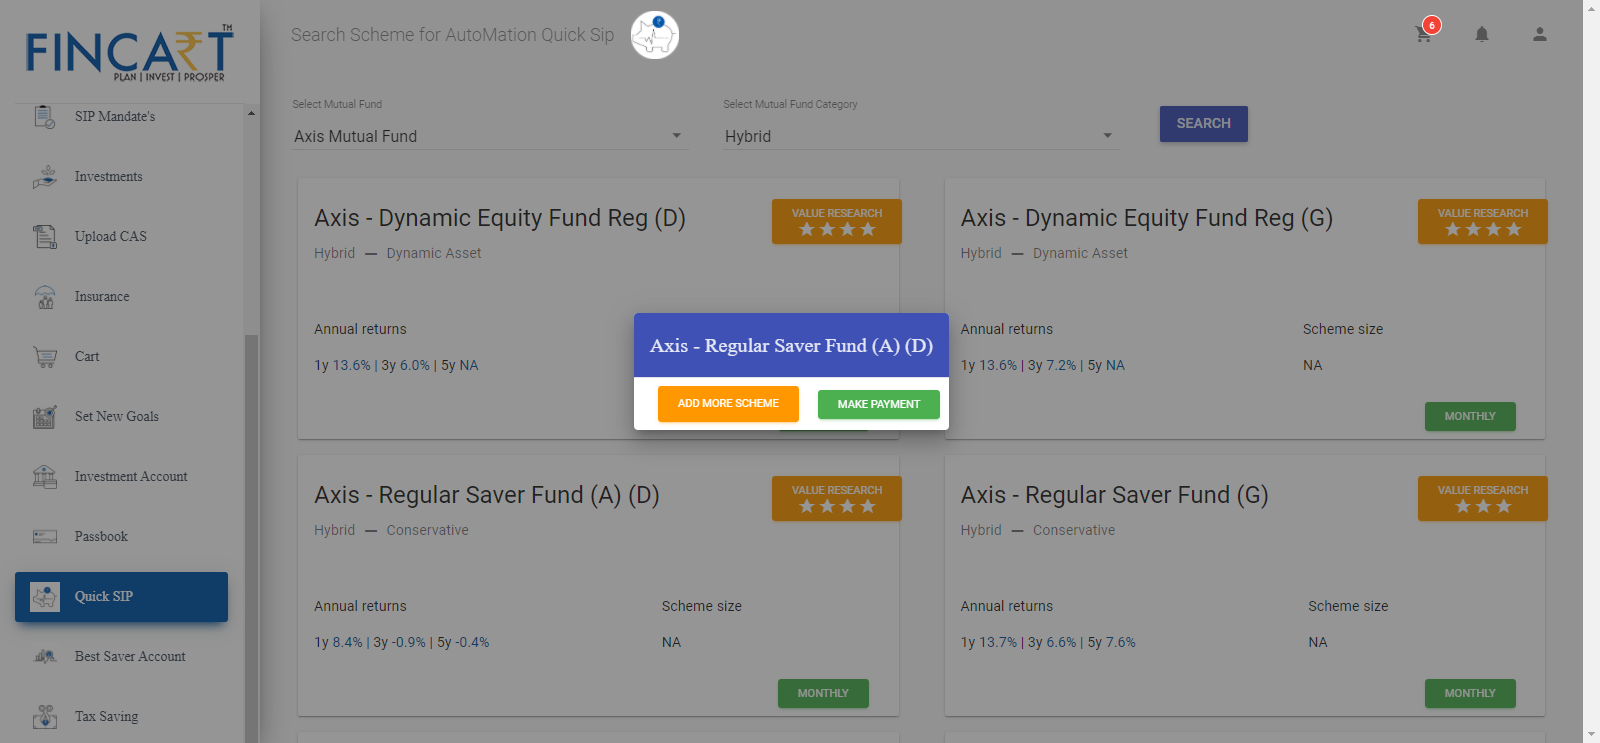 FINCART TM
PLAN | INVEST | PROSPER
SIP Mandate's
Investments
Upload CAS
Insurance
Cart
Set New Goals
Investment Account
Passbook
Quick SIP
Best Saver Account
Tax Saving
Search Scheme for AutoMation Quick Sip
6
Select Mutual Fund
Axis Mutual Fund
Select Mutual Fund Category
Hybrid
SEARCH
Axis - Dynamic Equity Fund Reg (D)
VALUE RESEARCH
Hybrid — Dynamic Asset
Annual returns
1y 13.6% | 3y 6.0% | 5y NA
Axis - Dynamic Equity Fund Reg (G)
VALUE RESEARCH
Hybrid — Dynamic Asset
Annual returns
Scheme size
1y 13.6% | 3y 7.2% | 5y NA
NA
MONTHLY
Axis - Regular Saver Fund (A) (D)
ADD MORE SCHEME
MAKE PAYMENT
Axis - Regular Saver Fund (A) (D)
VALUE RESEARCH
Hybrid — Conservative
Annual returns
Scheme size
1y 8.4% | 3y -0.9% | 5y -0.4%
NA
MONTHLY
Axis - Regular Saver Fund (G)
VALUE RESEARCH
Hybrid — Conservative
Annual returns
Scheme size
1y 13.7% | 3y 6.6% | 5y 7.6%
NA
MONTHLY